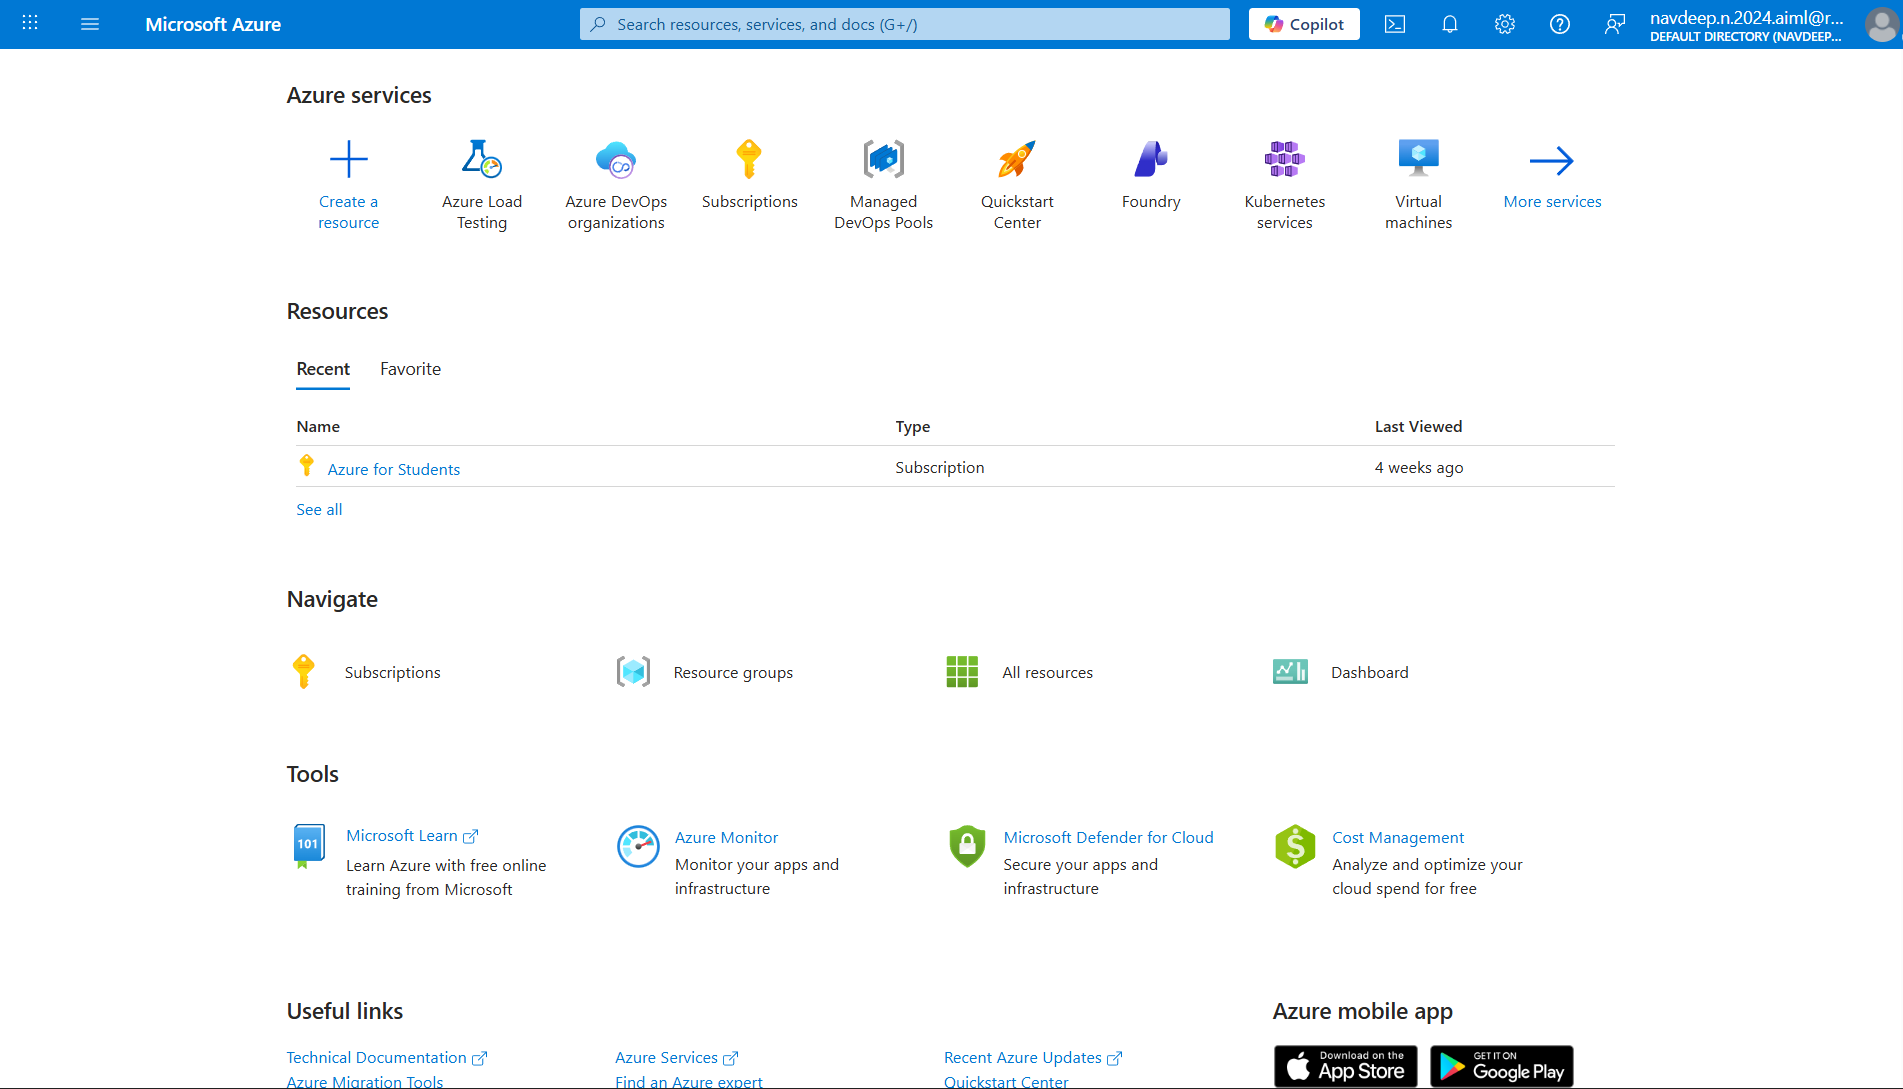 Microsoft Azure
Search resources, services, and docs (G+/)
Copilot
navdeep.n.2024.aiml@r...
DEFAULT DIRECTORY (NAVDEEP...
Azure services
Create a
resource
Azure Load
Testing
Azure DevOps
organizations
Subscriptions
Managed
DevOps Pools
Quickstart
Center
Foundry
Kubernetes
services
Virtual
machines
More services
Resources
Recent
Favorite
Name Type Last Viewed
Azure for Students Subscription 4 weeks ago
See all
Navigate
Subscriptions
Resource groups
All resources
Dashboard
Tools
101
Microsoft Learn
Learn Azure with free online
training from Microsoft
Azure Monitor
Monitor your apps and
infrastructure
Microsoft Defender for Cloud
Secure your apps and
infrastructure
Cost Management
Analyze and optimize your
cloud spend for free
Useful links
Technical Documentation
Azure Services
Recent Azure Updates
Azure Migration Tools
Find an Azure expert
Quickstart Center
Azure mobile app
Download on the
App Store
GET IT ON
Google Play